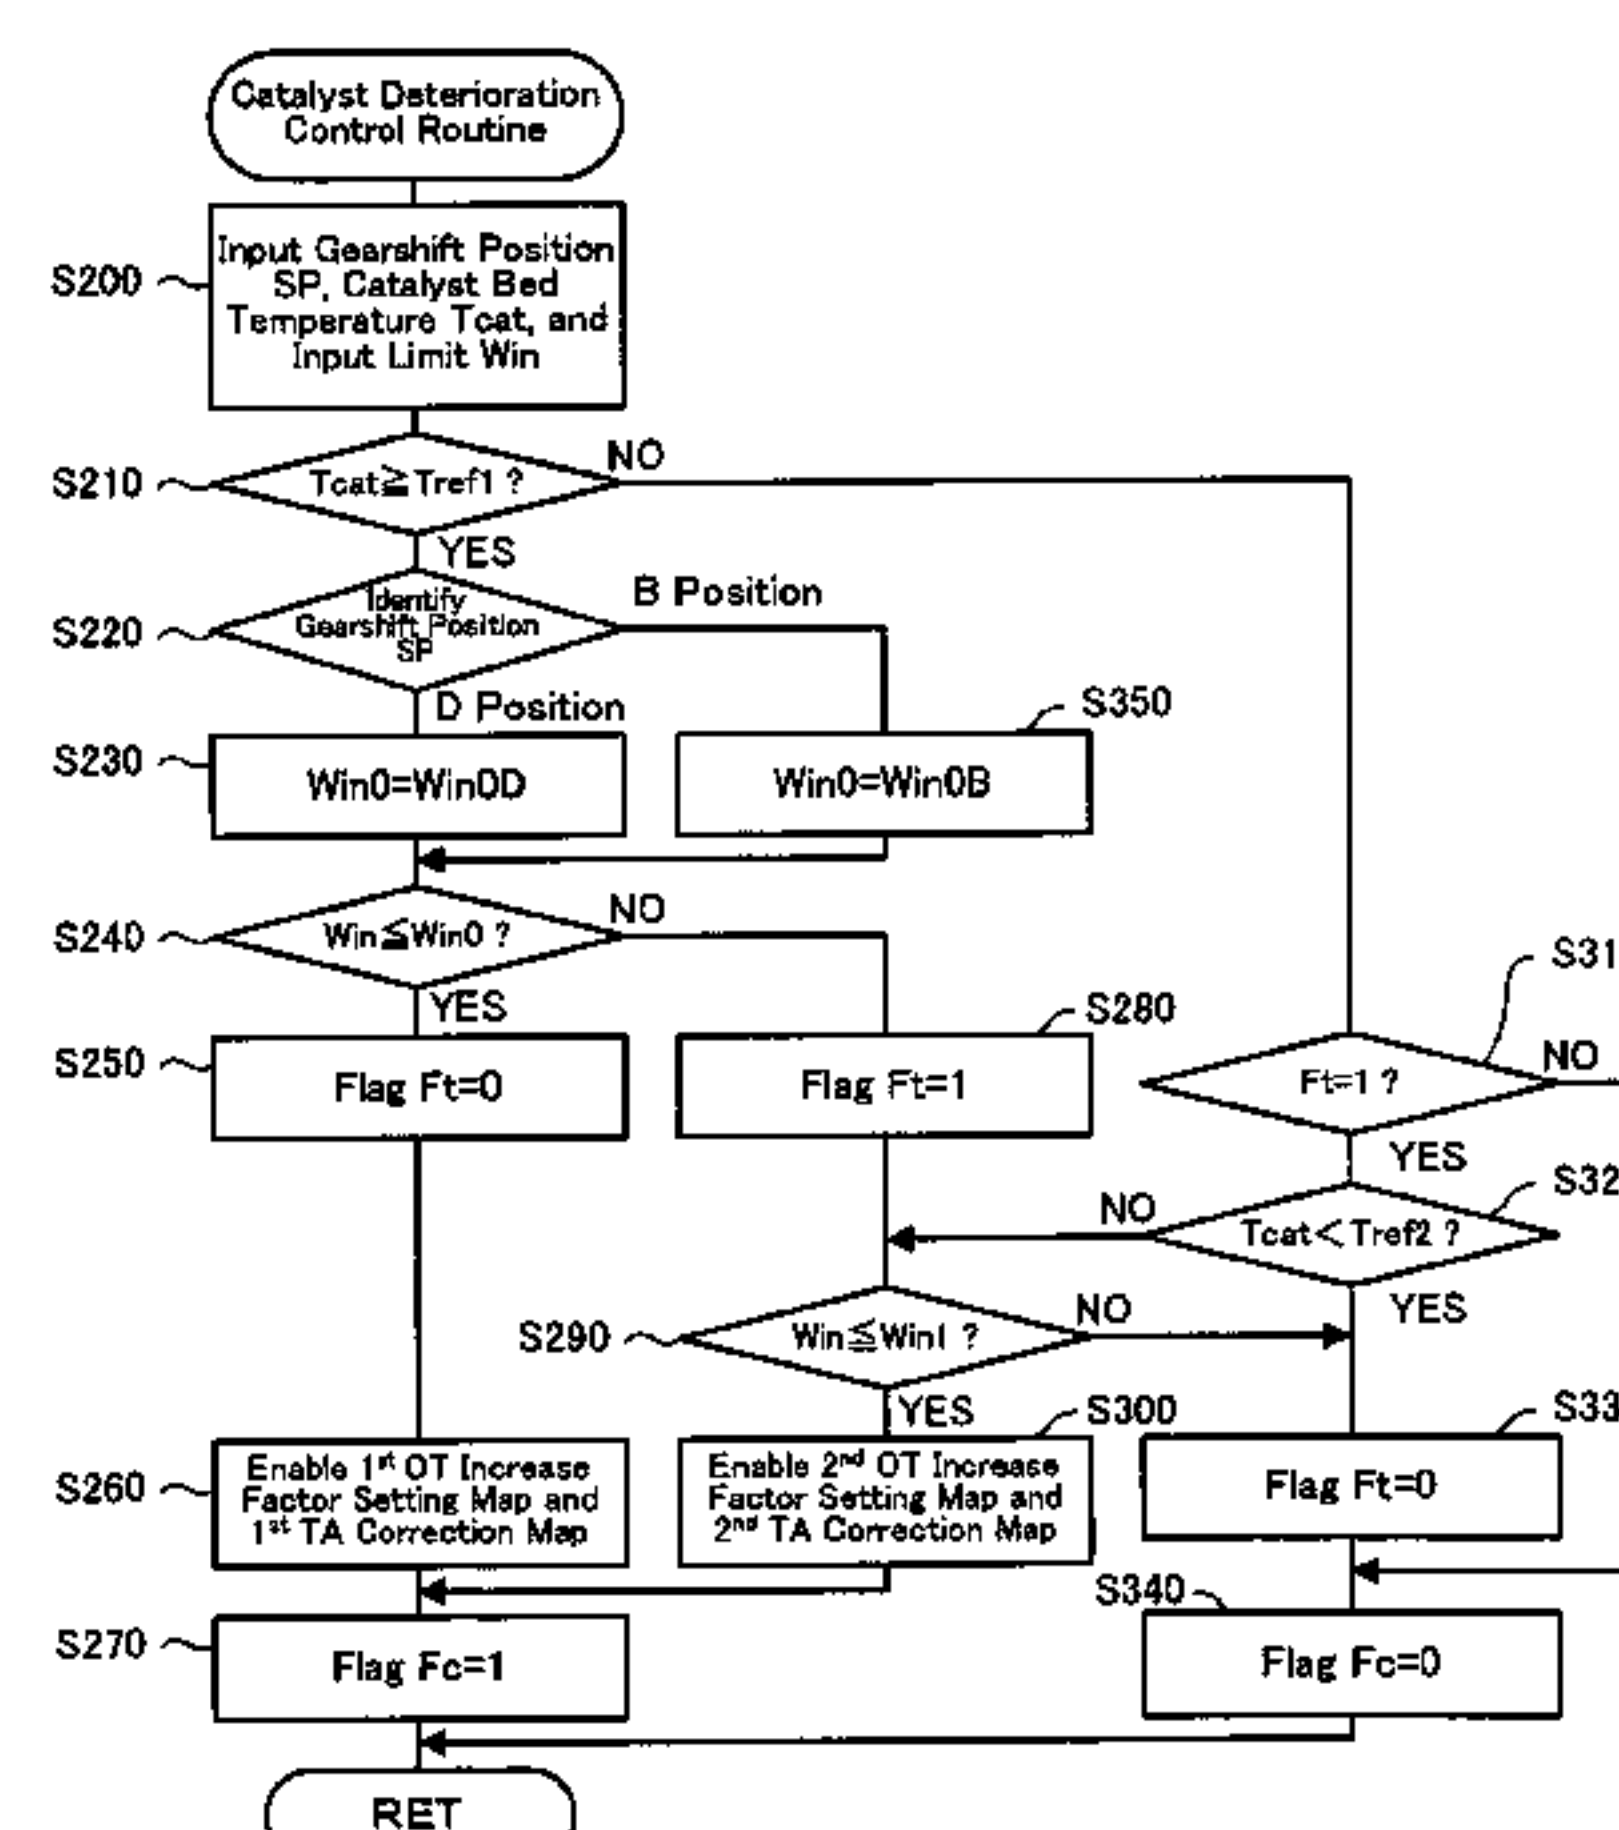 Catalyst Deterioration
Control Routine
S200
Input Gearshift Position
SP, Catalyst Bed
Temperature Tcat, and
Input Limit Win
S210
Tcat≧Tref1 ?
NO
YES
S220
Identify
Gearshift Position
SP
B Position
D Position
S230
Win0=Win0D
S350
Win0=Win0B
S240
Win≦Win0 ?
NO
YES
S250
Flag Ft=0
S280
Flag Ft=1
S31
Ft=1 ?
NO
YES
S32
Tcat<Tref2 ?
NO
YES
S290
Win≦Win1 ?
NO
YES
S260
Enable 1st OT Increase
Factor Setting Map and
1st TA Correction Map
S300
Enable 2nd OT Increase
Factor Setting Map and
2nd TA Correction Map
S33
Flag Ft=0
S270
Flag Fc=1
S340
Flag Fc=0
RET